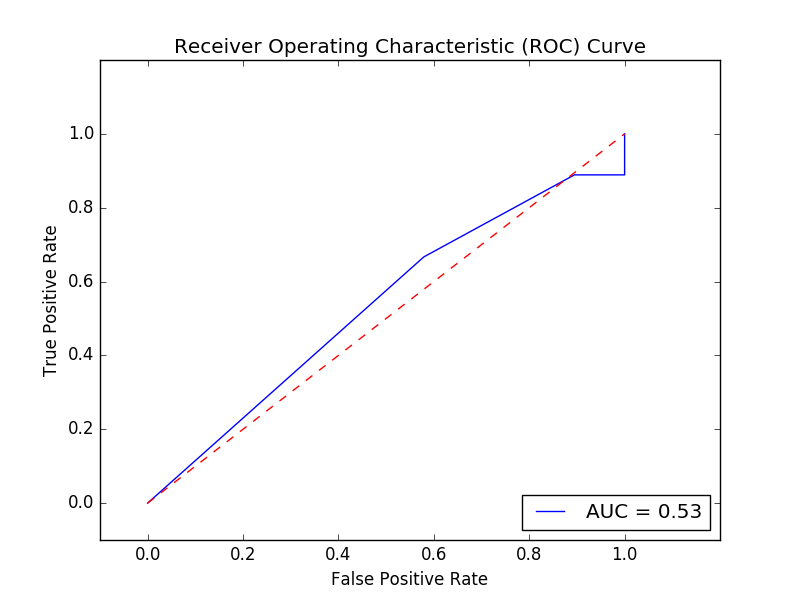 Receiver Operating Characteristic (ROC) Curve
True Positive Rate
1.0
0.8
0.6
0.4
0.2
0.0
0.0 0.2 0.4 0.6 0.8 1.0
False Positive Rate
AUC = 0.53